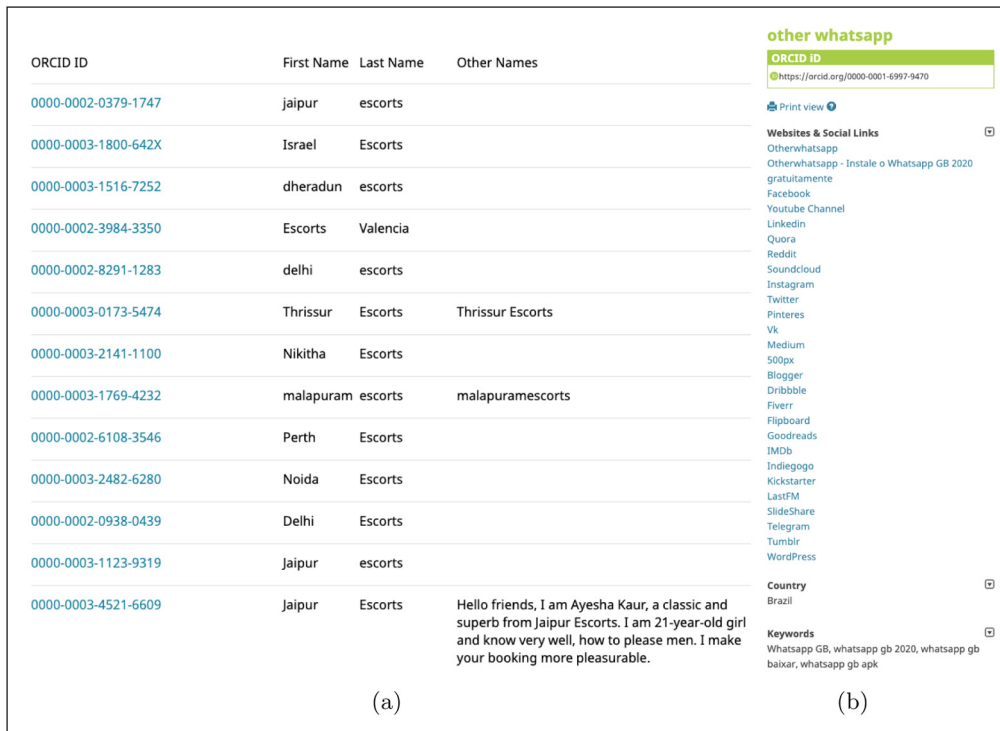 ORCID ID First Name Last Name Other Names
0000-0002-0379-1747 jaipur escorts
0000-0003-1800-642X Israel Escorts
0000-0003-1516-7252 dheradun escorts
0000-0002-3984-3350 Escorts Valencia
0000-0002-8291-1283 delhi escorts
0000-0003-0173-5474 Thrissur Escorts Thrissur Escorts
0000-0003-2141-1100 Nikitha Escorts
0000-0003-1769-4232 malapuram escorts malapuramescorts
0000-0002-6108-3546 Perth Escorts
0000-0003-2482-6280 Noida Escorts
0000-0002-0938-0439 Delhi Escorts
0000-0003-1123-9319 Jaipur escorts
0000-0003-4521-6609 Jaipur Escorts Hello friends, I am Ayesha Kaur, a classic and
superb from Jaipur Escorts. I am 21-year-old girl
and know very well, how to please men. I make
your booking more pleasurable.
(a)
other whatsapp
ORCID iD
iD https://orcid.org/0000-0001-6997-9470
Print view ?
Websites & Social Links
Otherwhatsapp
Otherwhatsapp - Instale o Whatsapp GB 2020
gratuitamente
Facebook
Youtube Channel
Linkedin
Quora
Reddit
Soundcloud
Instagram
Twitter
Pinteres
Vk
Medium
500px
Blogger
Dribbble
Fiverr
Flipboard
Goodreads
IMDb
Indiegogo
Kickstarter
LastFM
SlideShare
Telegram
Tumblr
WordPress
Country
Brazil
Keywords
Whatsapp GB, whatsapp gb 2020, whatsapp gb
baixar, whatsapp gb apk
(b)